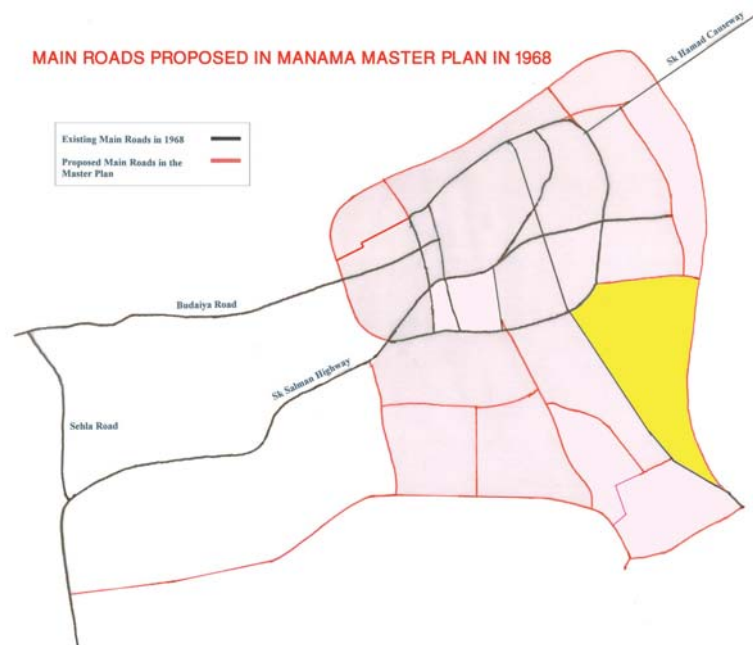 MAIN ROADS PROPOSED IN MANAMA MASTER PLAN IN 1968
Sk Hamad Causeway
Existing Main Roads in 1968
Proposed Main Roads in the
Master Plan
Budaiya Road
Sk Salman Highway
Sehla Road